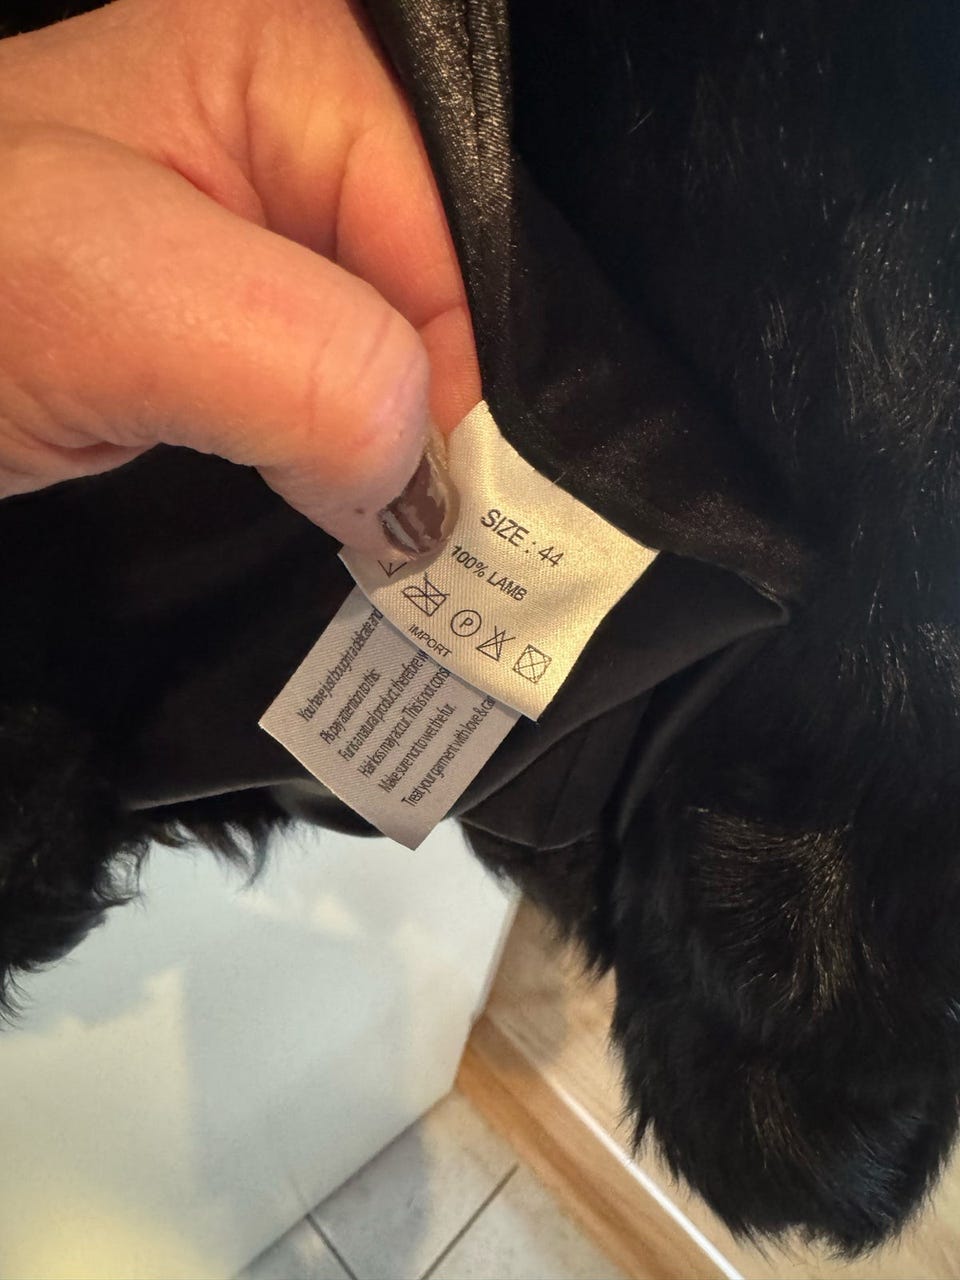 SIZE : 44
100% LAMB
P
IMPORT
You have just bought a delicate and
Pls pay attention to this:
Fur is a natural product, therefore
Hair loss may occur. This is not
Make sure not to wet the fur.
Treat your garment with love &